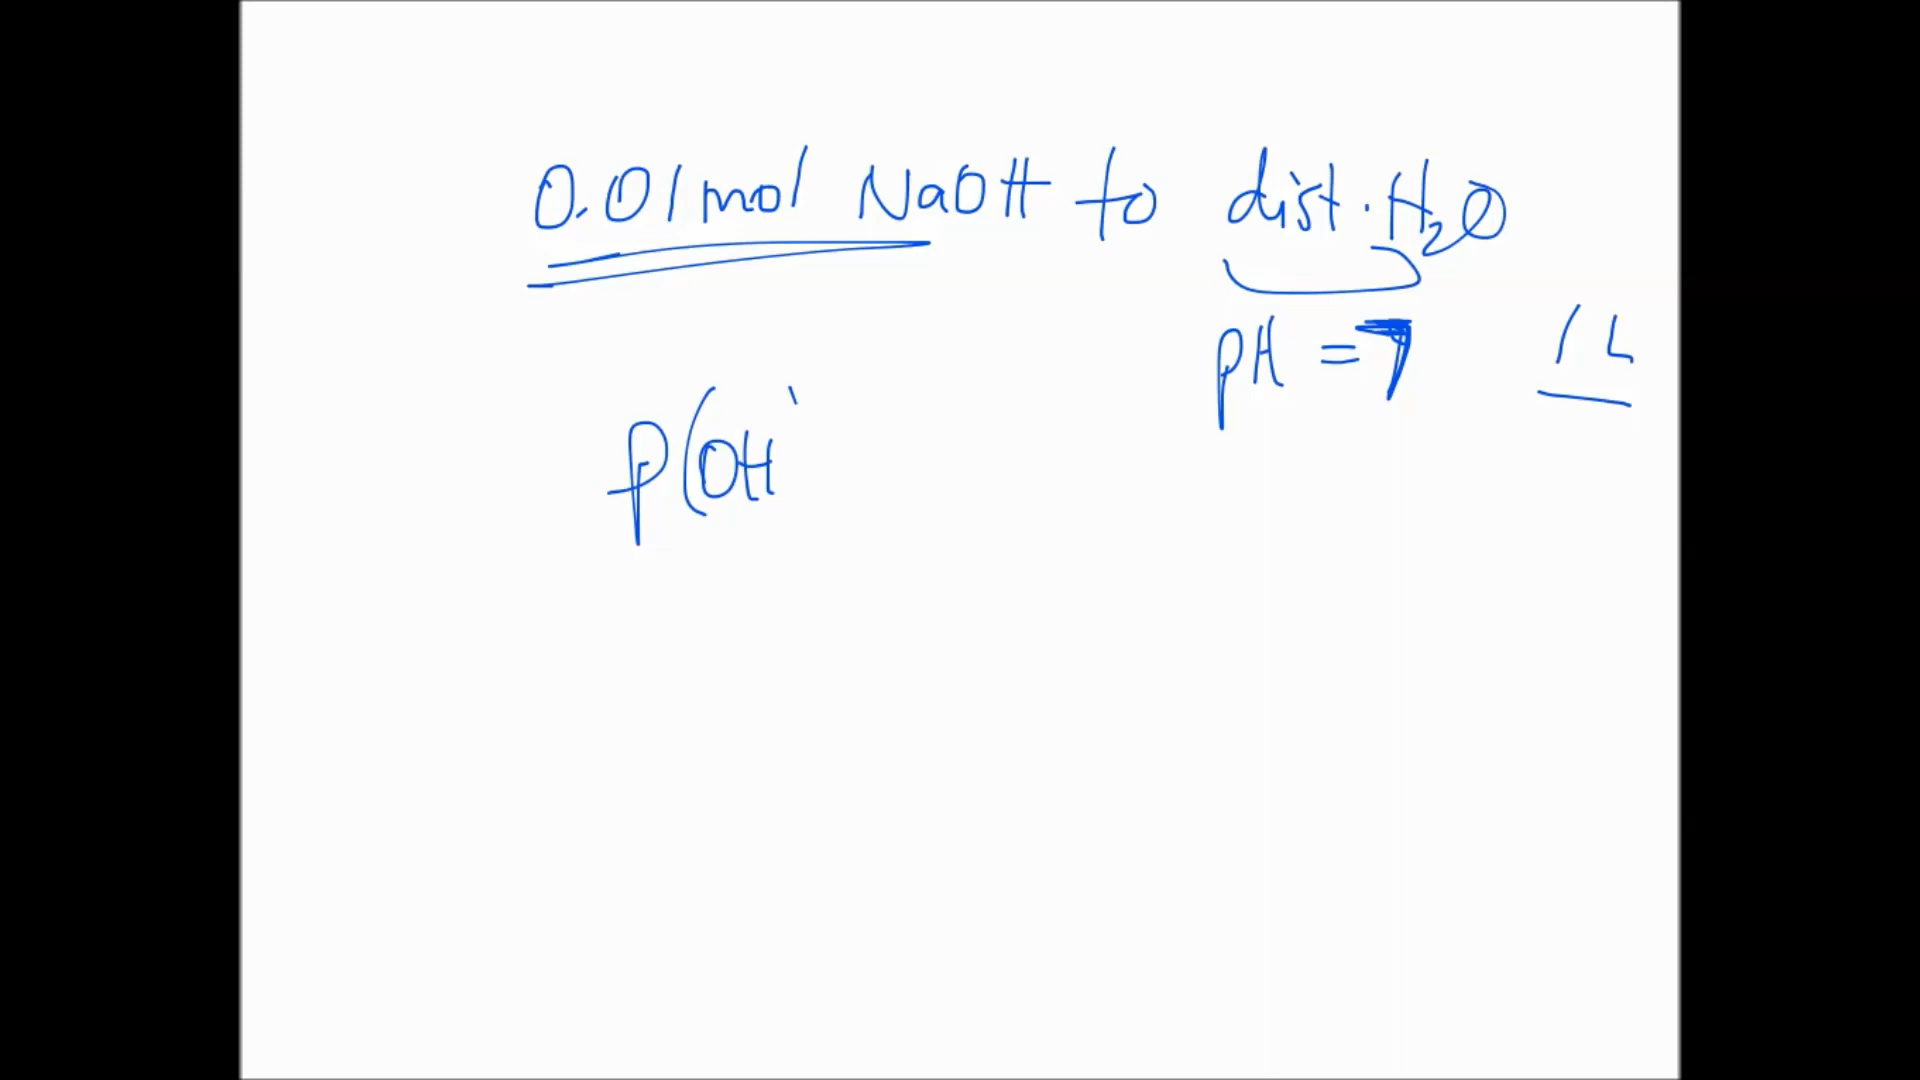 0.01 mol NaOH to dist. H₂O
pH = 7 1 L
p(OH